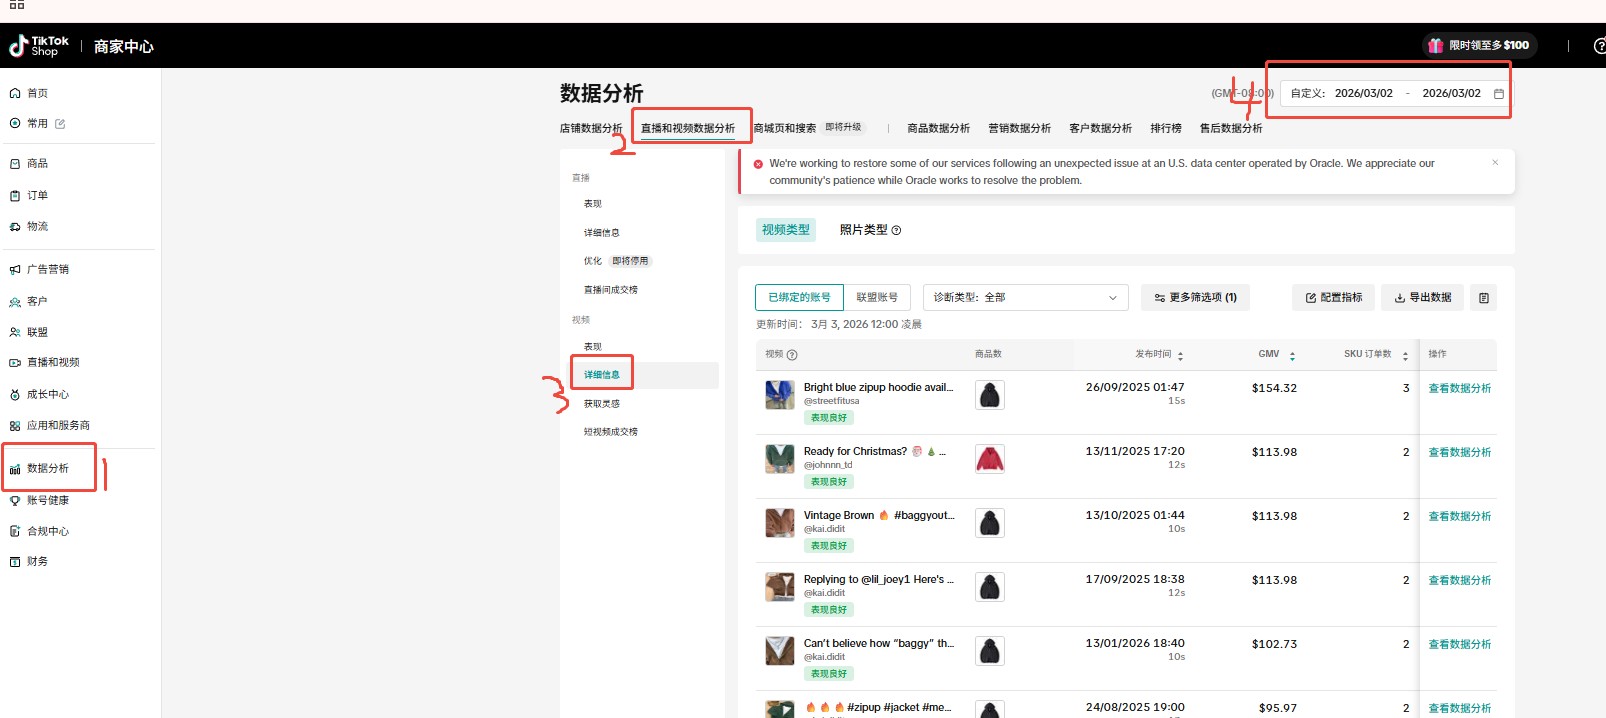 TikTok Shop | 商家中心
限时领至多 $100
首页
常用
商品
订单
物流
广告营销
客户
联盟
直播和视频
成长中心
应用和服务商
数据分析
1
账号健康
合规中心
财务
数据分析
(GMT-08:00)
4
自定义： 2026/03/02 - 2026/03/02
店铺数据分析 直播和视频数据分析 商城页和搜索 即将升级 | 商品数据分析 营销数据分析 客户数据分析 排行榜 售后数据分析
2
直播
表现
详细信息
优化 即将停用
直播间成交榜
视频
表现
详细信息
3
获取灵感
短视频成交榜
We're working to restore some of our services following an unexpected issue at an U.S. data center operated by Oracle. We appreciate our
community's patience while Oracle works to resolve the problem.
视频类型 照片类型
已绑定的账号 联盟账号 诊断类型: 全部 更多筛选项 (1) 配置指标 导出数据
更新时间： 3月 3, 2026 12:00 凌晨
视频 商品数 发布时间 GMV SKU 订单数 操作
Bright blue zipup hoodie avail... 26/09/2025 01:47 $154.32 3 查看数据分析
@streetfitusa 15s
表现良好
Ready for Christmas? 🎅 🎄 ... 13/11/2025 17:20 $113.98 2 查看数据分析
@johnnn_td 12s
表现良好
Vintage Brown 🔥 #baggyout... 13/10/2025 01:44 $113.98 2 查看数据分析
@kai.didit 10s
表现良好
Replying to @lil_joey1 Here's ... 17/09/2025 18:38 $113.98 2 查看数据分析
@kai.didit 12s
表现良好
Can't believe how “baggy” th... 13/01/2026 18:40 $102.73 2 查看数据分析
@kai.didit 10s
表现良好
🔥 🔥 🔥 #zipup #jacket #me... 24/08/2025 19:00 $95.97 2 查看数据分析